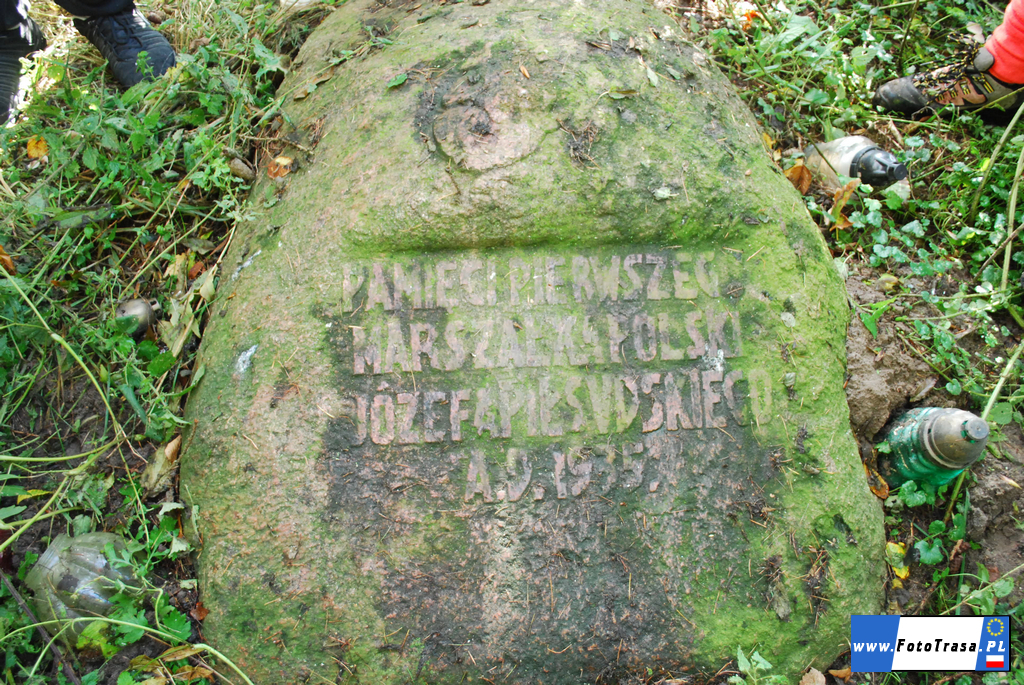 PAMIĘCI PIERWSZEGO
MARSZAŁKA POLSKI
JÓZEFA PIŁSUDSKIEGO
A.D. 1935 R.
www.FotoTrasa.PL